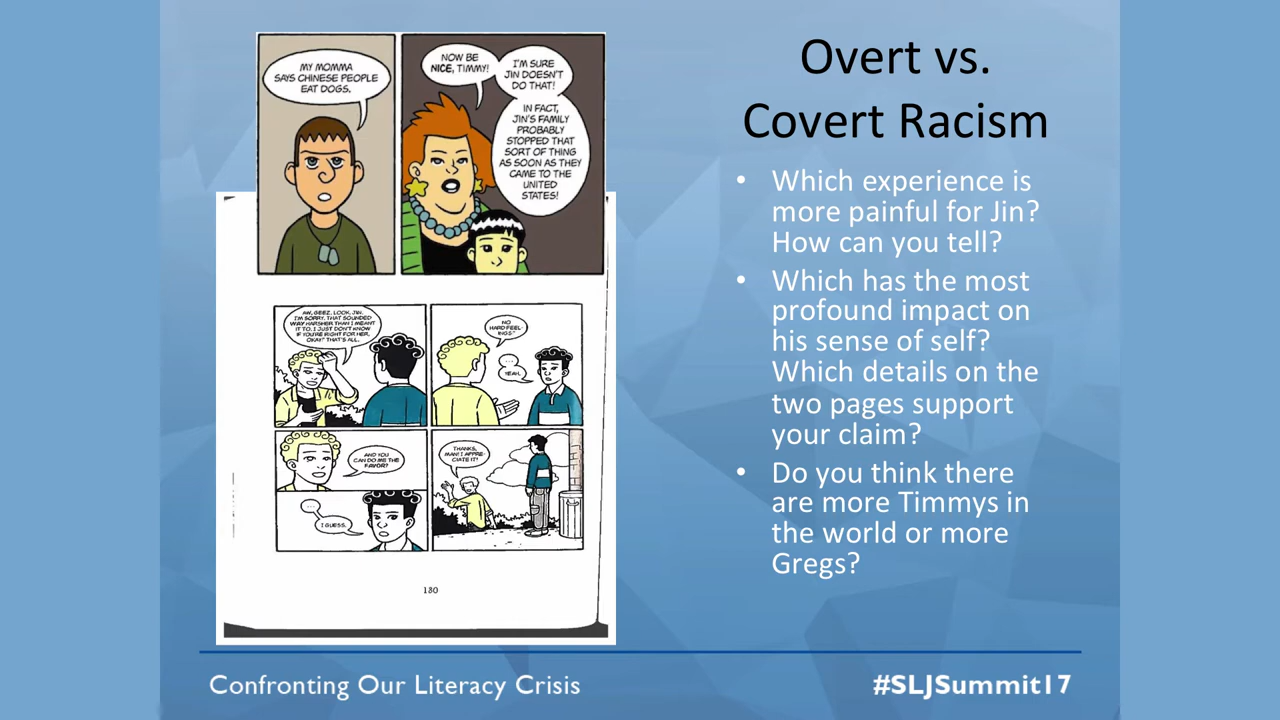 MY MOMMA
SAYS CHINESE PEOPLE
EAT DOGS.
NOW BE
NICE, TIMMY!
I'M SURE
JIN DOESN'T
DO THAT!
IN FACT,
JIN'S FAMILY
PROBABLY
STOPPED THAT
SORT OF THING
AS SOON AS THEY
CAME TO THE
UNITED
STATES!
AW, GEEZ. LOOK, JIN.
I'M SORRY. THAT SOUNDED
WAY HARSHER THAN I MEANT
IT TO. I JUST DON'T KNOW
IF YOU'RE RIGHT FOR HER,
OKAY? THAT'S ALL.
NO
HARD FEEL-
INGS?
...
YEAH.
AND YOU
CAN DO ME THE
FAVOR?
...
I GUESS.
THANKS,
MAN! I APPRE-
CIATE IT!
180
Overt vs.
Covert Racism
• Which experience is
more painful for Jin?
How can you tell?
• Which has the most
profound impact on
his sense of self?
Which details on the
two pages support
your claim?
• Do you think there
are more Timmys in
the world or more
Gregs?
Confronting Our Literacy Crisis
#SLJSummit17